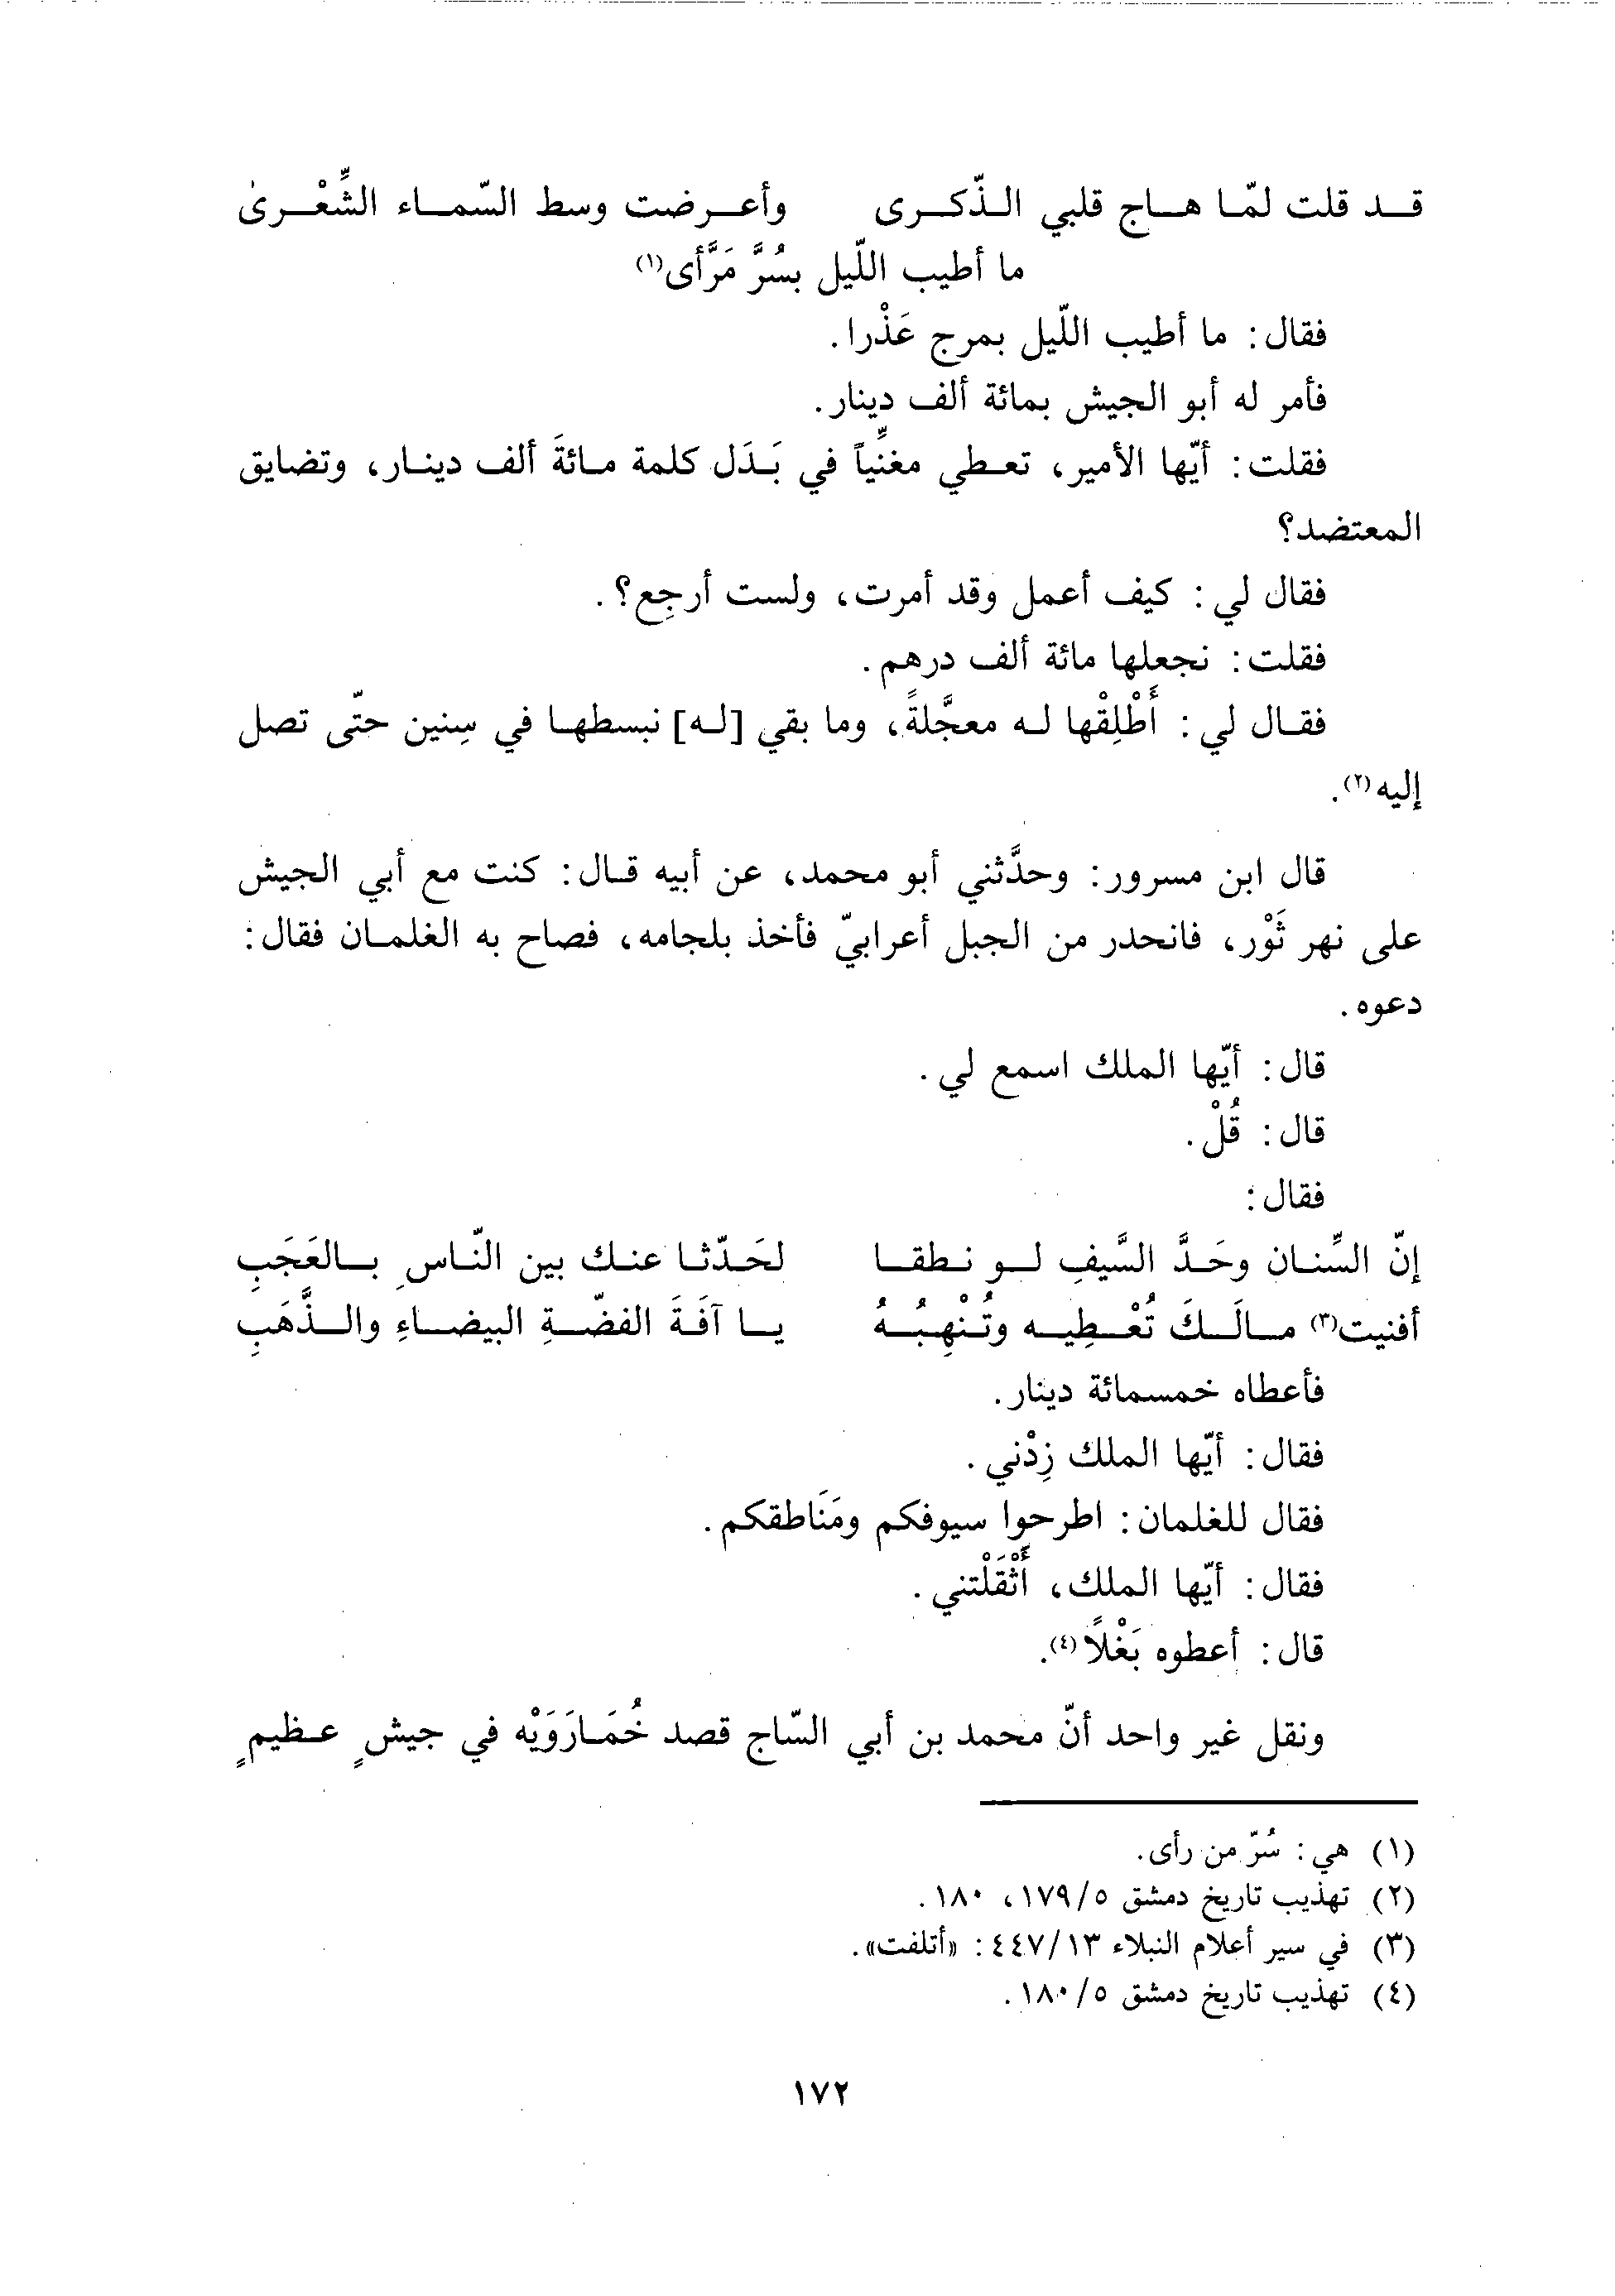 قد قلت لمّا هاج قلبي الذّكرى وأعرضت وسط السّماء الشِّعْرىٰ
ما أطيب اللّيل بسُرَّ مَرَّأى(١)
فقال: ما أطيب اللّيل بمرج عَذْرا.
فأمر له أبو الجيش بمائة ألف دينار.
فقلت: أيّها الأمير، تعطي مغنِّياً في بَدَل كلمة مائةَ ألف دينار، وتضايق
المعتضد؟
فقال لي: كيف أعمل وقد أمرت، ولست أرجِع؟.
فقلت: نجعلها مائة ألف درهم.
فقال لي: أَطْلِقْها له معجَّلةً، وما بقي [له] نبسطها في سِنين حتّى تصل
إليه(٢).
قال ابن مسرور: وحدَّثني أبو محمد، عن أبيه قال: كنت مع أبي الجيش
على نهر ثَوْر، فانحدر من الجبل أعرابيّ فأخذ بلجامه، فصاح به الغلمان فقال:
دعوه.
قال: أيّها الملك اسمع لي.
قال: قُلْ.
فقال:
إنّ السِّنان وحَدَّ السَّيفِ لو نطقا لحَدّثا عنك بين النّاسِ بالعَجَبِ
أفنيت(٣) مالَكَ تُعْطِيه وتُنْهِبُهُ يا آفَةَ الفضّةِ البيضاءِ والذَّهَبِ
فأعطاه خمسمائة دينار.
فقال: أيّها الملك زِدْني.
فقال للغلمان: اطرحوا سيوفكم ومَنَاطقكم.
فقال: أيّها الملك، أَثْقَلْتني.
قال: أعطوه بَغْلًا(٤).
ونقل غير واحد أنّ محمد بن أبي السّاج قصد خُمَارَوَيْه في جيشٍ عظيمٍ
(١) هي: سُرّ من رأى.
(٢) تهذيب تاريخ دمشق ٥/١٧٩، ١٨٠.
(٣) في سير أعلام النبلاء ١٣/٤٤٧: «أتلفت».
(٤) تهذيب تاريخ دمشق ٥/١٨٠.
١٧٢